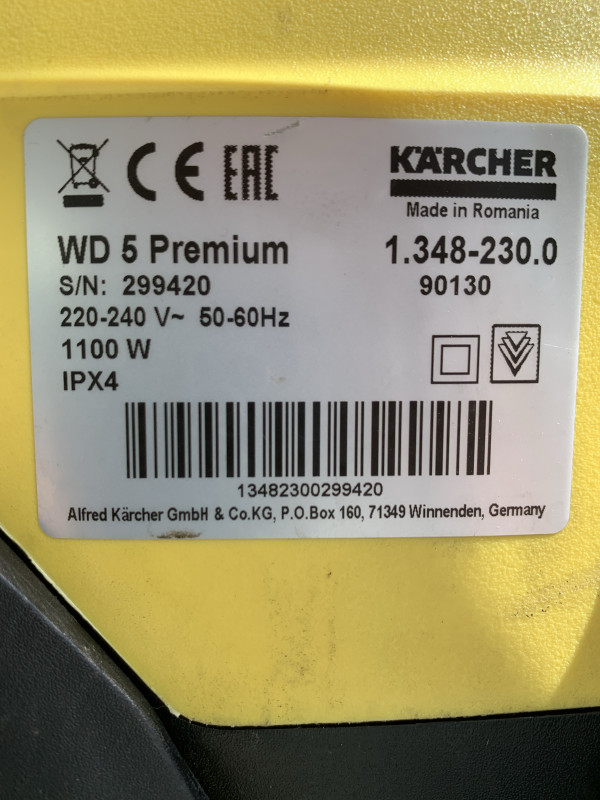 CE EAC KÄRCHER
Made in Romania
WD 5 Premium 1.348-230.0
S/N: 299420 90130
220-240 V~ 50-60Hz
1100 W
IPX4
13482300299420
Alfred Kärcher GmbH & Co.KG, P.O.Box 160, 71349 Winnenden, Germany